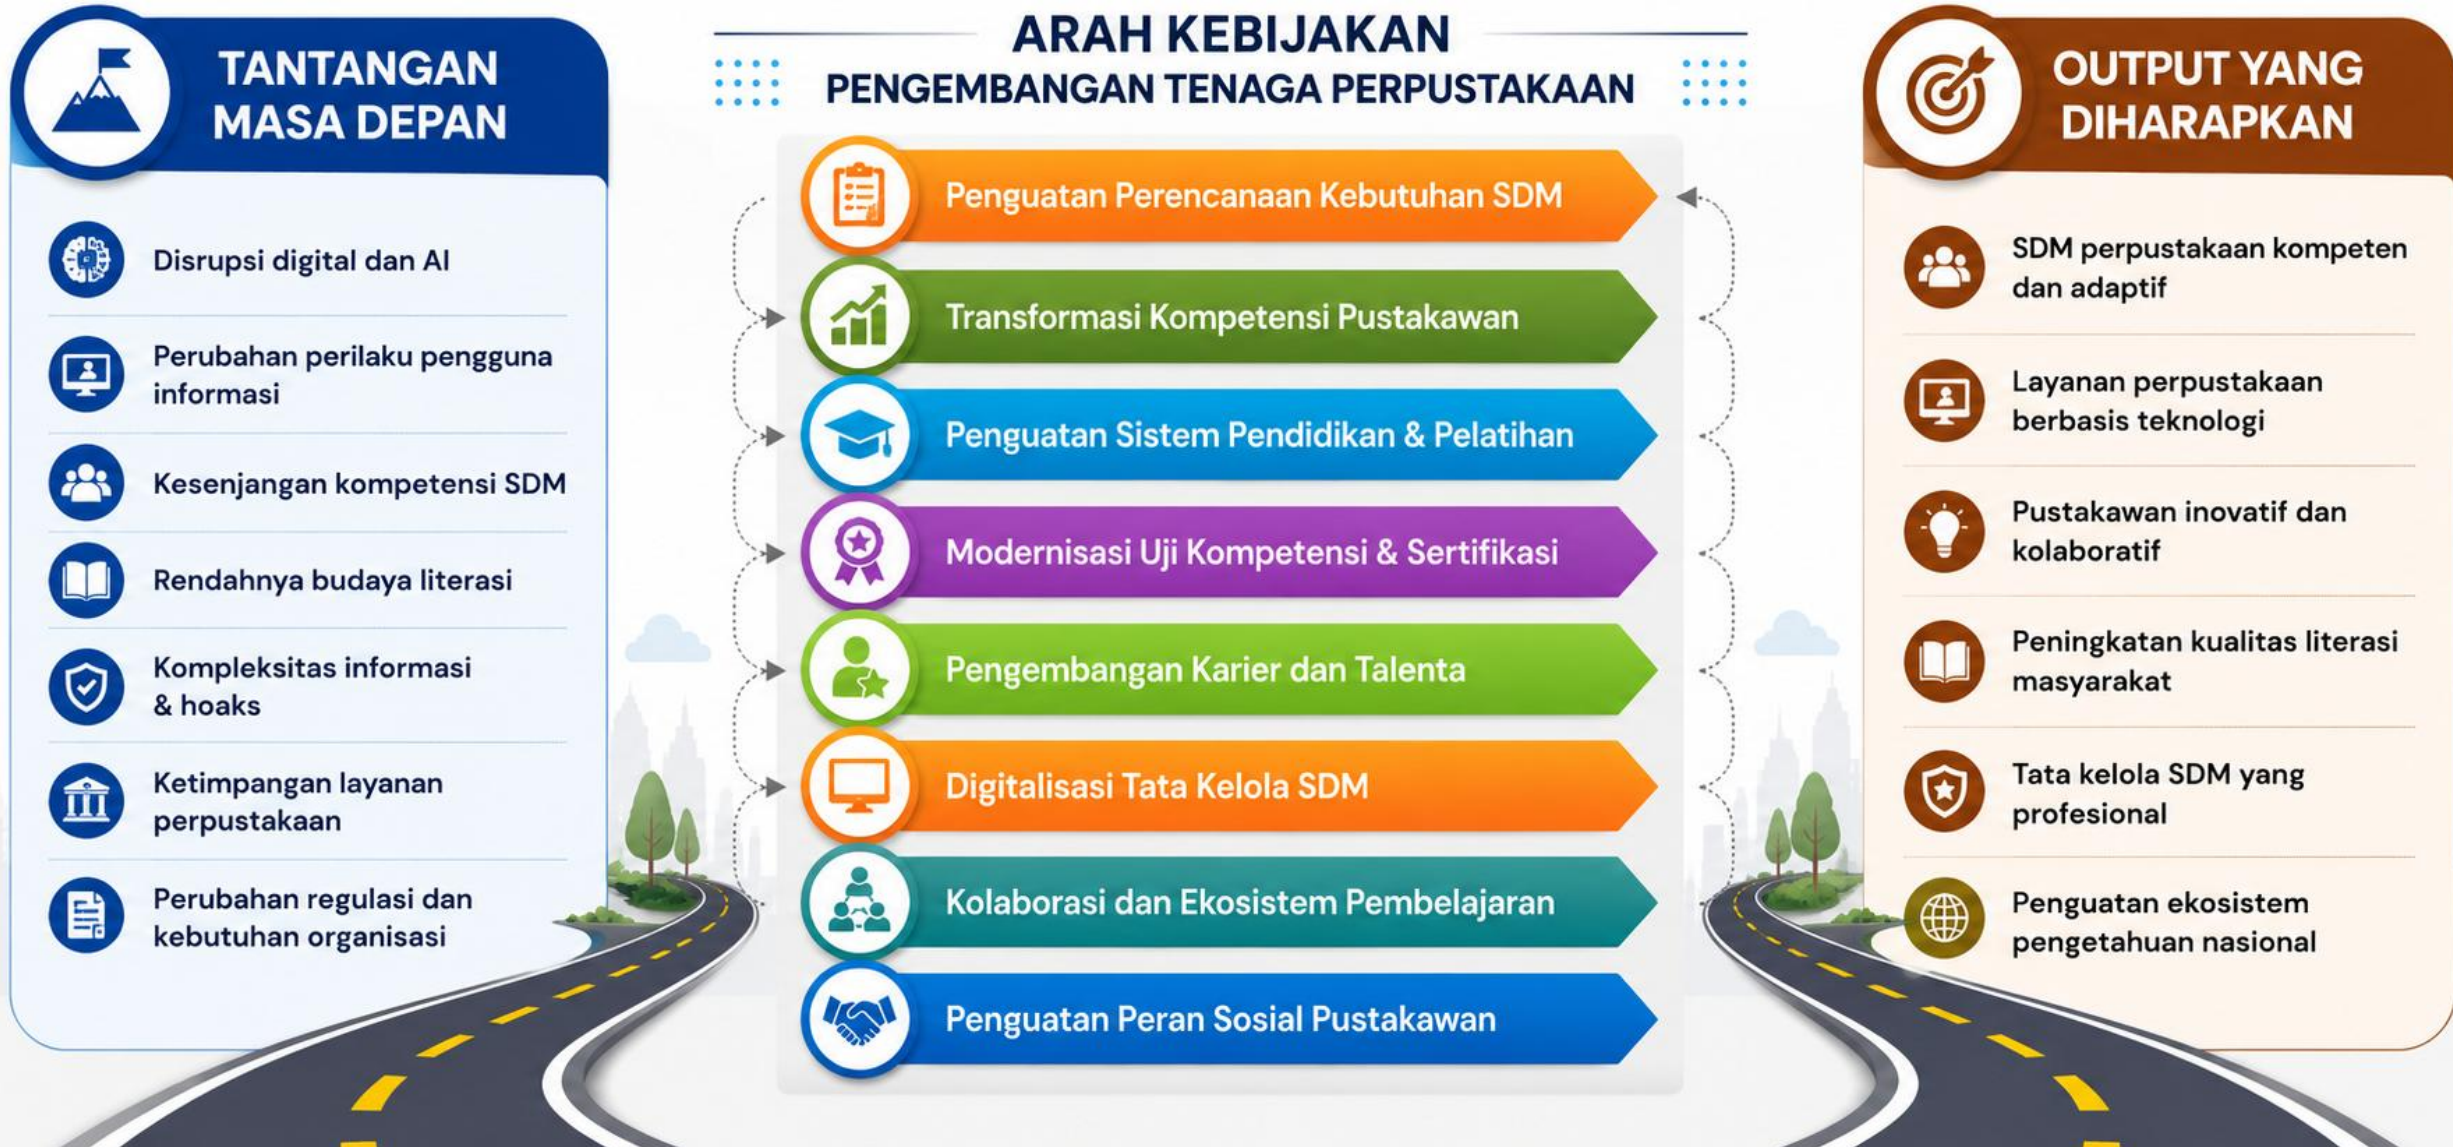 TANTANGAN
MASA DEPAN
Disrupsi digital dan AI
Perubahan perilaku pengguna
informasi
Kesenjangan kompetensi SDM
Rendahnya budaya literasi
Kompleksitas informasi
& hoaks
Ketimpangan layanan
perpustakaan
Perubahan regulasi dan
kebutuhan organisasi
ARAH KEBIJAKAN
PENGEMBANGAN TENAGA PERPUSTAKAAN
Penguatan Perencanaan Kebutuhan SDM
Transformasi Kompetensi Pustakawan
Penguatan Sistem Pendidikan & Pelatihan
Modernisasi Uji Kompetensi & Sertifikasi
Pengembangan Karier dan Talenta
Digitalisasi Tata Kelola SDM
Kolaborasi dan Ekosistem Pembelajaran
Penguatan Peran Sosial Pustakawan
OUTPUT YANG
DIHARAPKAN
SDM perpustakaan kompeten
dan adaptif
Layanan perpustakaan
berbasis teknologi
Pustakawan inovatif dan
kolaboratif
Peningkatan kualitas literasi
masyarakat
Tata kelola SDM yang
profesional
Penguatan ekosistem
pengetahuan nasional